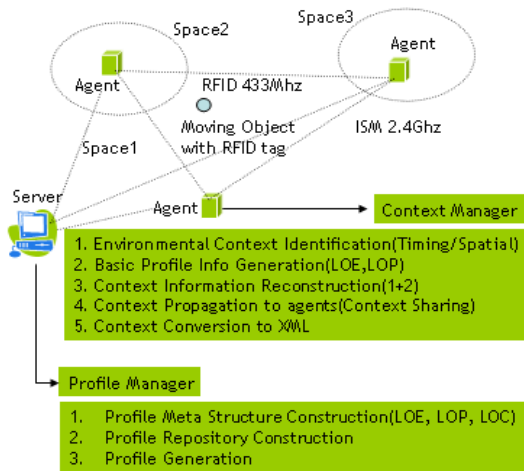 Space2
Space3
Agent
Agent
RFID 433Mhz
Moving Object
with RFID tag
ISM 2.4Ghz
Space1
Server
Agent
Context Manager
1. Environmental Context Identification(Timing/Spatial)
2. Basic Profile Info Generation(LOE,LOP)
3. Context Information Reconstruction(1+2)
4. Context Propagation to agents(Context Sharing)
5. Context Conversion to XML
Profile Manager
1. Profile Meta Structure Construction(LOE, LOP, LOC)
2. Profile Repository Construction
3. Profile Generation